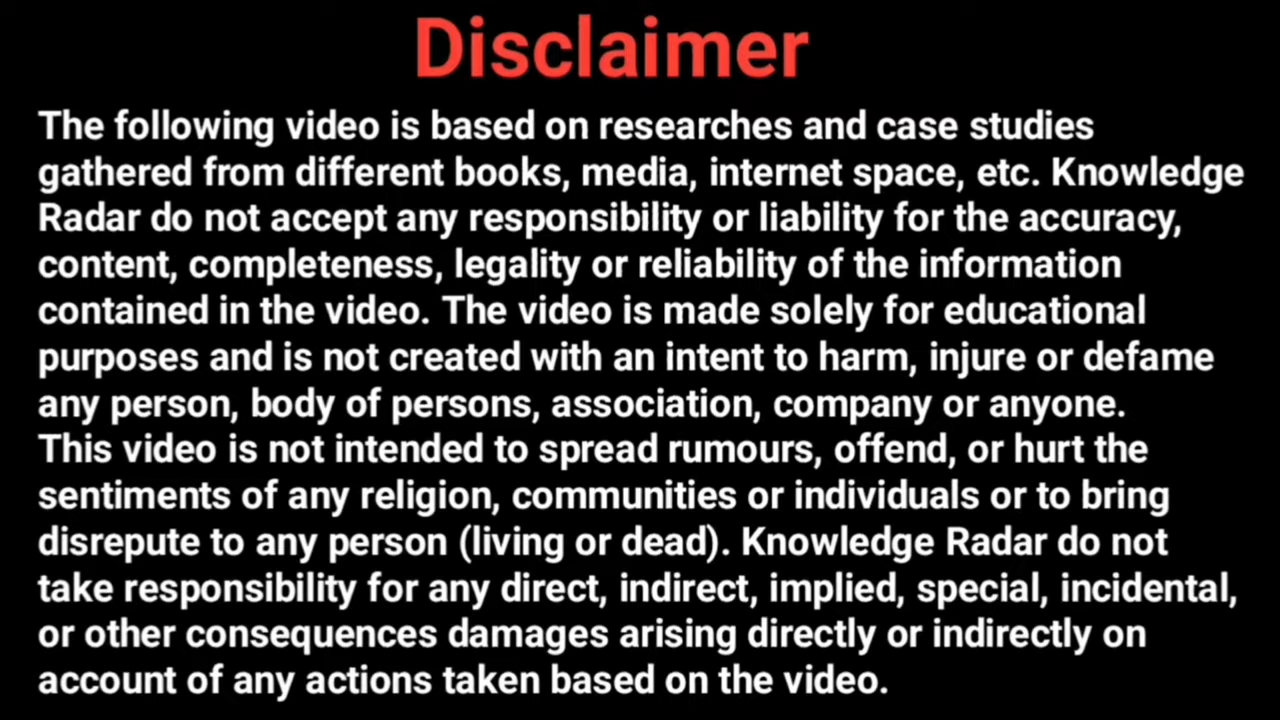 Disclaimer
The following video is based on researches and case studies
gathered from different books, media, internet space, etc. Knowledge
Radar do not accept any responsibility or liability for the accuracy,
content, completeness, legality or reliability of the information
contained in the video. The video is made solely for educational
purposes and is not created with an intent to harm, injure or defame
any person, body of persons, association, company or anyone.
This video is not intended to spread rumours, offend, or hurt the
sentiments of any religion, communities or individuals or to bring
disrepute to any person (living or dead). Knowledge Radar do not
take responsibility for any direct, indirect, implied, special, incidental,
or other consequences damages arising directly or indirectly on
account of any actions taken based on the video.